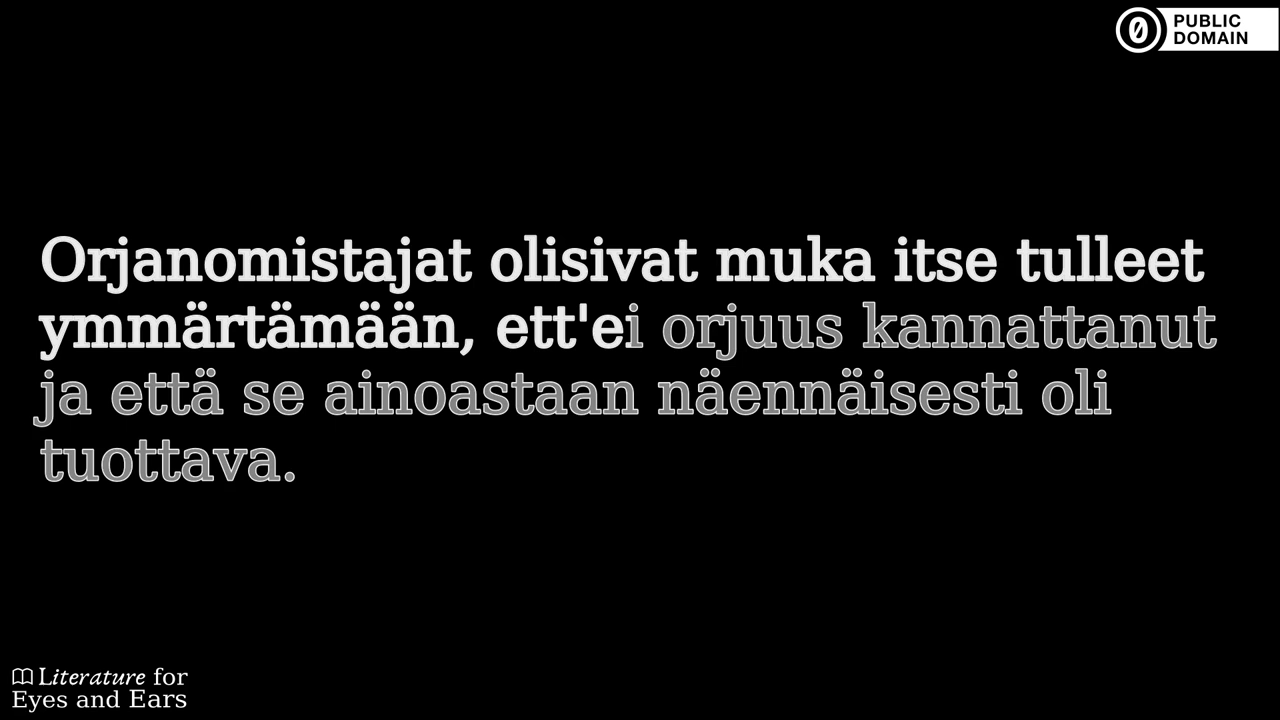 PUBLIC
DOMAIN
Orjanomistajat olisivat muka itse tulleet
ymmärtämään, ett'ei orjuus kannattanut
ja että se ainoastaan näennäisesti oli
tuottava.
Literature for
Eyes and Ears